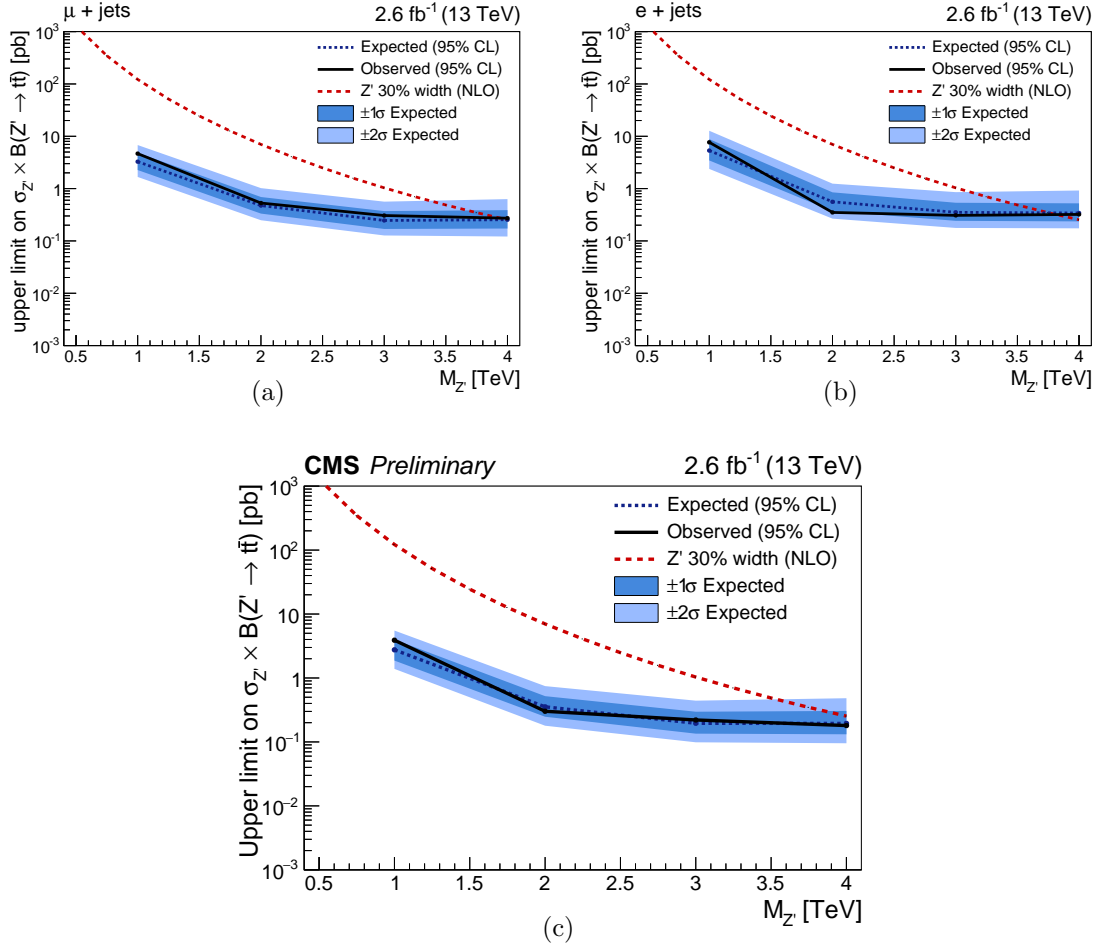 μ + jets 2.6 fb⁻¹ (13 TeV)
upper limit on σ_Z' × B(Z' → tt̄) [pb]
Expected (95% CL)
Observed (95% CL)
Z' 30% width (NLO)
±1σ Expected
±2σ Expected
10³
10²
10
1
10⁻¹
10⁻²
10⁻³
0.5 1 1.5 2 2.5 3 3.5 4
M_Z' [TeV]
(a)
e + jets 2.6 fb⁻¹ (13 TeV)
upper limit on σ_Z' × B(Z' → tt̄) [pb]
Expected (95% CL)
Observed (95% CL)
Z' 30% width (NLO)
±1σ Expected
±2σ Expected
10³
10²
10
1
10⁻¹
10⁻²
10⁻³
0.5 1 1.5 2 2.5 3 3.5 4
M_Z' [TeV]
(b)
CMS Preliminary 2.6 fb⁻¹ (13 TeV)
Upper limit on σ_Z' × B(Z' → tt̄) [pb]
Expected (95% CL)
Observed (95% CL)
Z' 30% width (NLO)
±1σ Expected
±2σ Expected
10³
10²
10
1
10⁻¹
10⁻²
10⁻³
0.5 1 1.5 2 2.5 3 3.5 4
M_Z' [TeV]
(c)